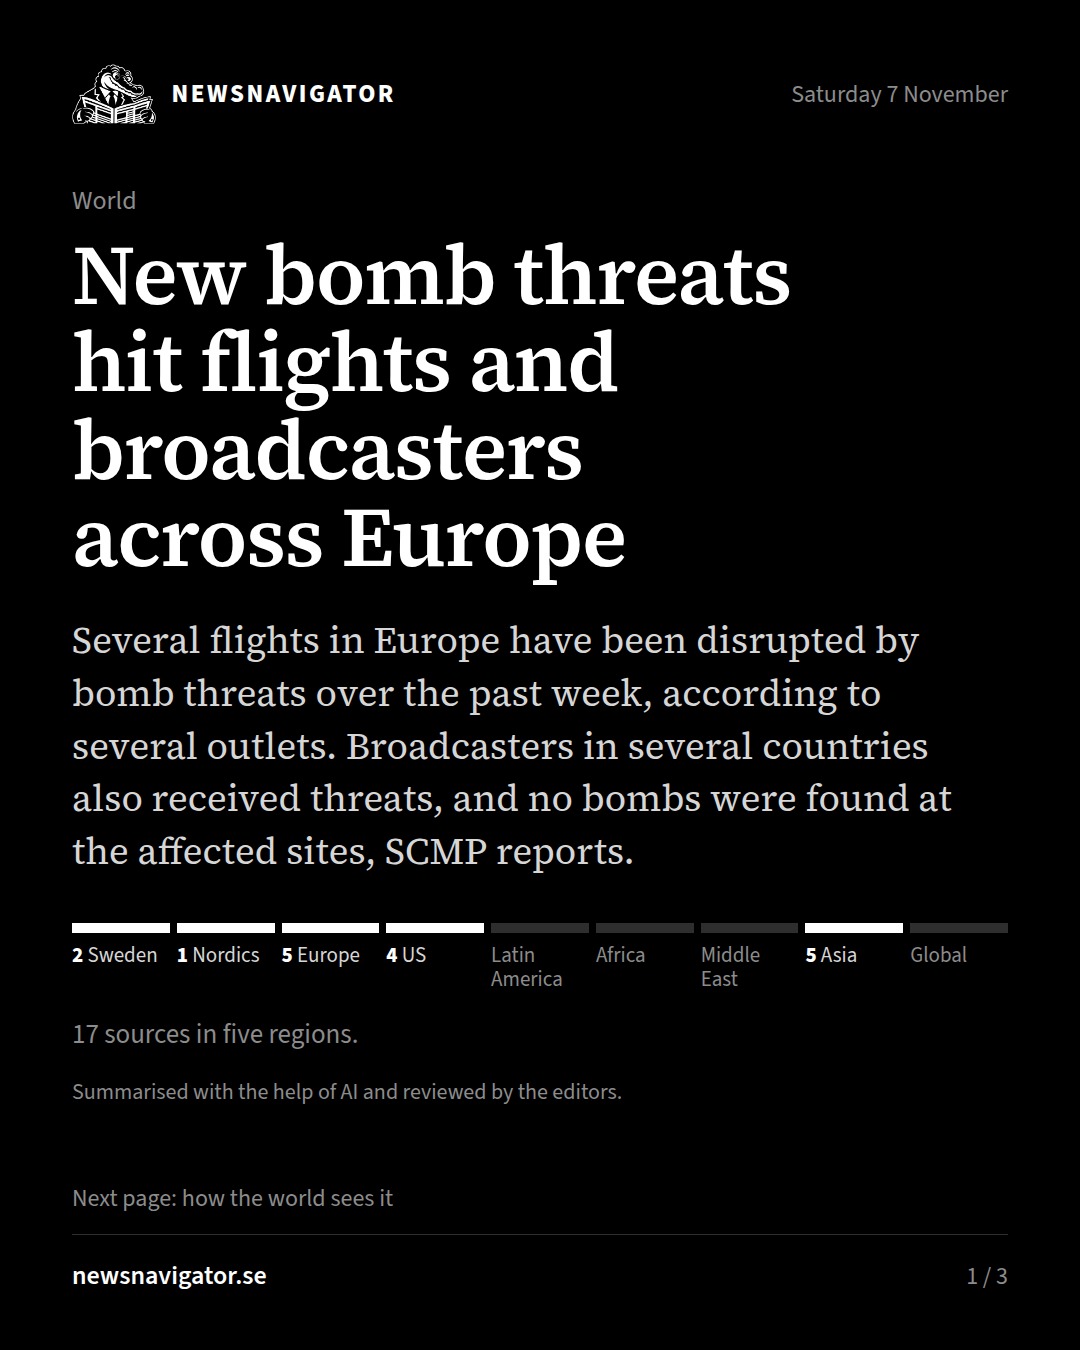 NEWSNAVIGATOR
Saturday 7 November
World
New bomb threats
hit flights and
broadcasters
across Europe
Several flights in Europe have been disrupted by
bomb threats over the past week, according to
several outlets. Broadcasters in several countries
also received threats, and no bombs were found at
the affected sites, SCMP reports.
2 Sweden
1 Nordics
5 Europe
4 US
Latin
America
Africa
Middle
East
5 Asia
Global
17 sources in five regions.
Summarised with the help of AI and reviewed by the editors.
Next page: how the world sees it
newsnavigator.se
1 / 3